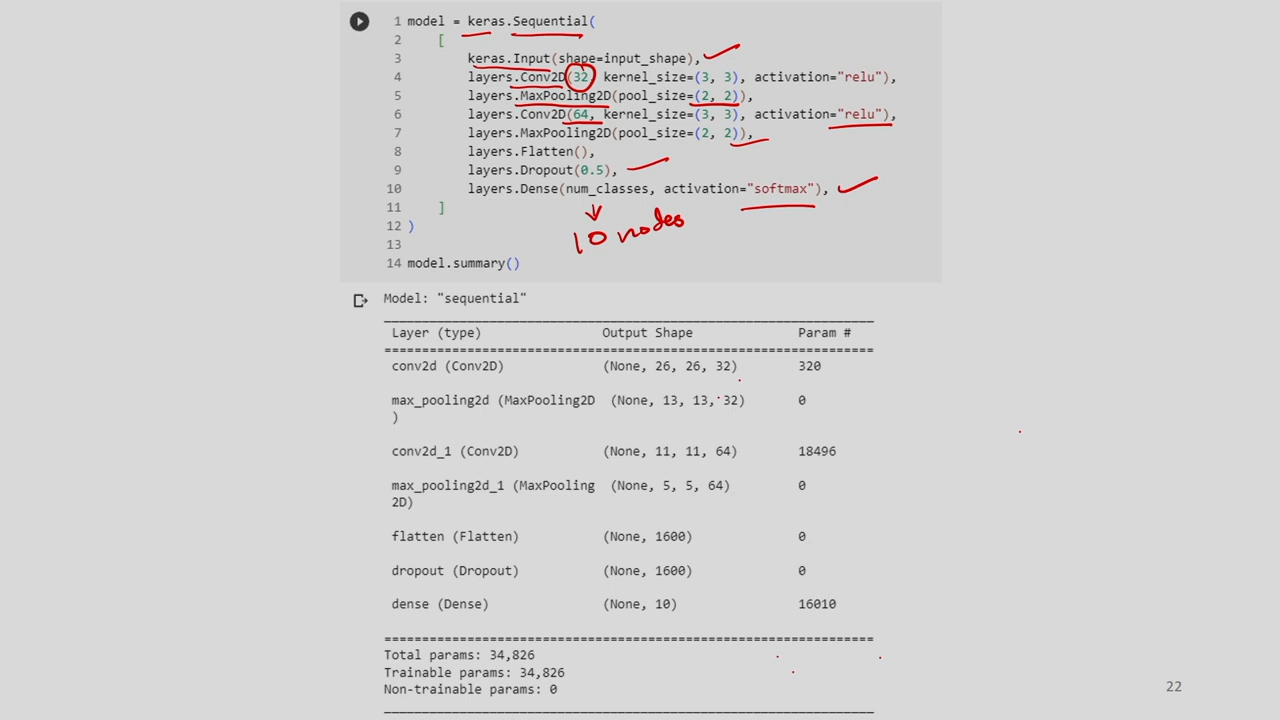 1 model = keras.Sequential(
2 [
3 keras.Input(shape=input_shape),
4 layers.Conv2D(32, kernel_size=(3, 3), activation="relu"),
5 layers.MaxPooling2D(pool_size=(2, 2)),
6 layers.Conv2D(64, kernel_size=(3, 3), activation="relu"),
7 layers.MaxPooling2D(pool_size=(2, 2)),
8 layers.Flatten(),
9 layers.Dropout(0.5),
10 layers.Dense(num_classes, activation="softmax"),
11 ]
12 )
10 nodes
13
14 model.summary()
Model: "sequential"
Layer (type) Output Shape Param #
conv2d (Conv2D) (None, 26, 26, 32) 320
max_pooling2d (MaxPooling2D (None, 13, 13, 32) 0
)
conv2d_1 (Conv2D) (None, 11, 11, 64) 18496
max_pooling2d_1 (MaxPooling (None, 5, 5, 64) 0
2D)
flatten (Flatten) (None, 1600) 0
dropout (Dropout) (None, 1600) 0
dense (Dense) (None, 10) 16010
Total params: 34,826
Trainable params: 34,826
Non-trainable params: 0
22